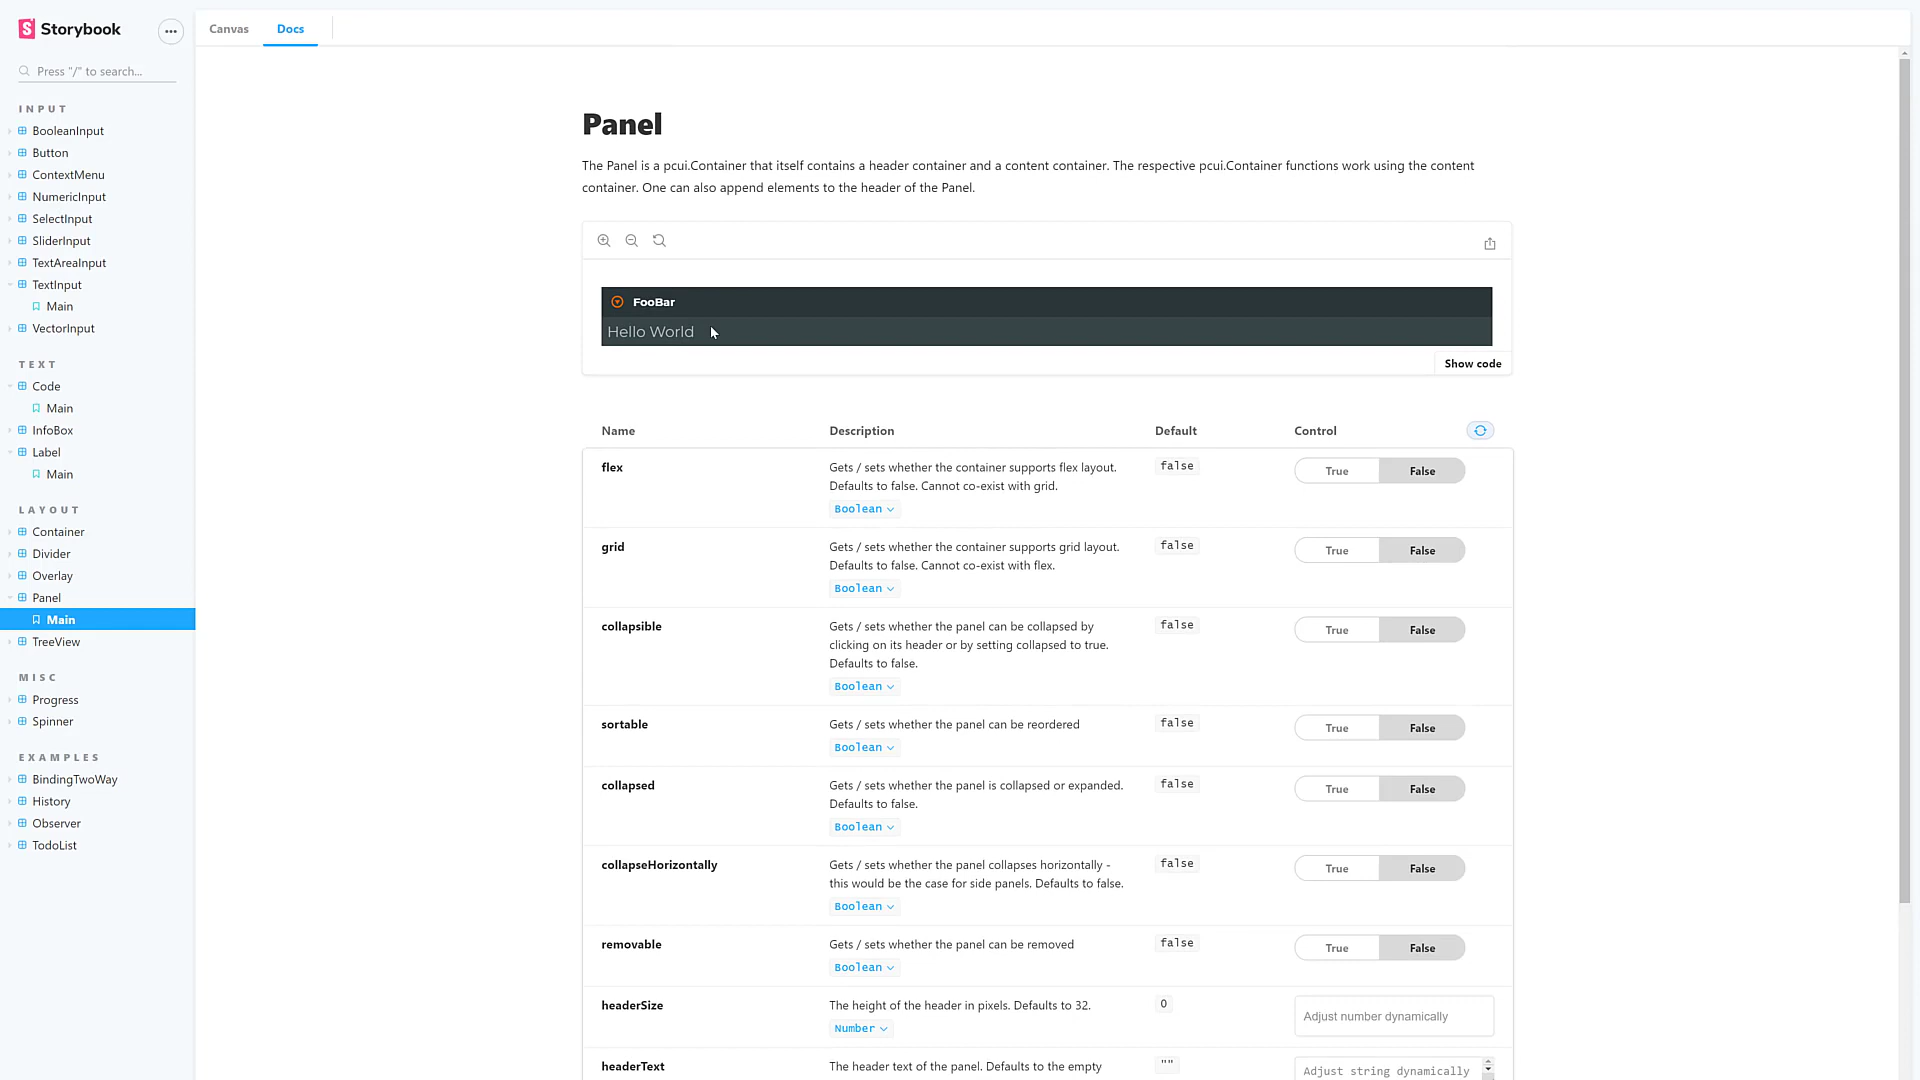 Storybook
Press "/" to search...
INPUT
BooleanInput
Button
ContextMenu
NumericInput
SelectInput
SliderInput
TextAreaInput
TextInput
Main
VectorInput
TEXT
Code
Main
InfoBox
Label
Main
LAYOUT
Container
Divider
Overlay
Panel
Main
TreeView
MISC
Progress
Spinner
EXAMPLES
BindingTwoWay
History
Observer
TodoList
Canvas Docs
Panel
The Panel is a pcui.Container that itself contains a header container and a content container. The respective pcui.Container functions work using the content
container. One can also append elements to the header of the Panel.
FooBar
Hello World
Show code
Name Description Default Control
flex Gets / sets whether the container supports flex layout. false True False
Defaults to false. Cannot co-exist with grid.
Boolean
grid Gets / sets whether the container supports grid layout. false True False
Defaults to false. Cannot co-exist with flex.
Boolean
collapsible Gets / sets whether the panel can be collapsed by false True False
clicking on its header or by setting collapsed to true.
Defaults to false.
Boolean
sortable Gets / sets whether the panel can be reordered false True False
Boolean
collapsed Gets / sets whether the panel is collapsed or expanded. false True False
Defaults to false.
Boolean
collapseHorizontally Gets / sets whether the panel collapses horizontally - false True False
this would be the case for side panels. Defaults to false.
Boolean
removable Gets / sets whether the panel can be removed false True False
Boolean
headerSize The height of the header in pixels. Defaults to 32. 0 Adjust number dynamically
Number
headerText The header text of the panel. Defaults to the empty "" Adjust string dynamically